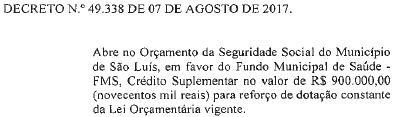 DECRETO N.º 49.338 DE 07 DE AGOSTO DE 2017.
Abre no Orçamento da Seguridade Social do Município
de São Luís, em favor do Fundo Municipal de Saúde -
FMS, Crédito Suplementar no valor de R$ 900.000,00
(novecentos mil reais) para reforço de dotação constante
da Lei Orçamentária vigente.